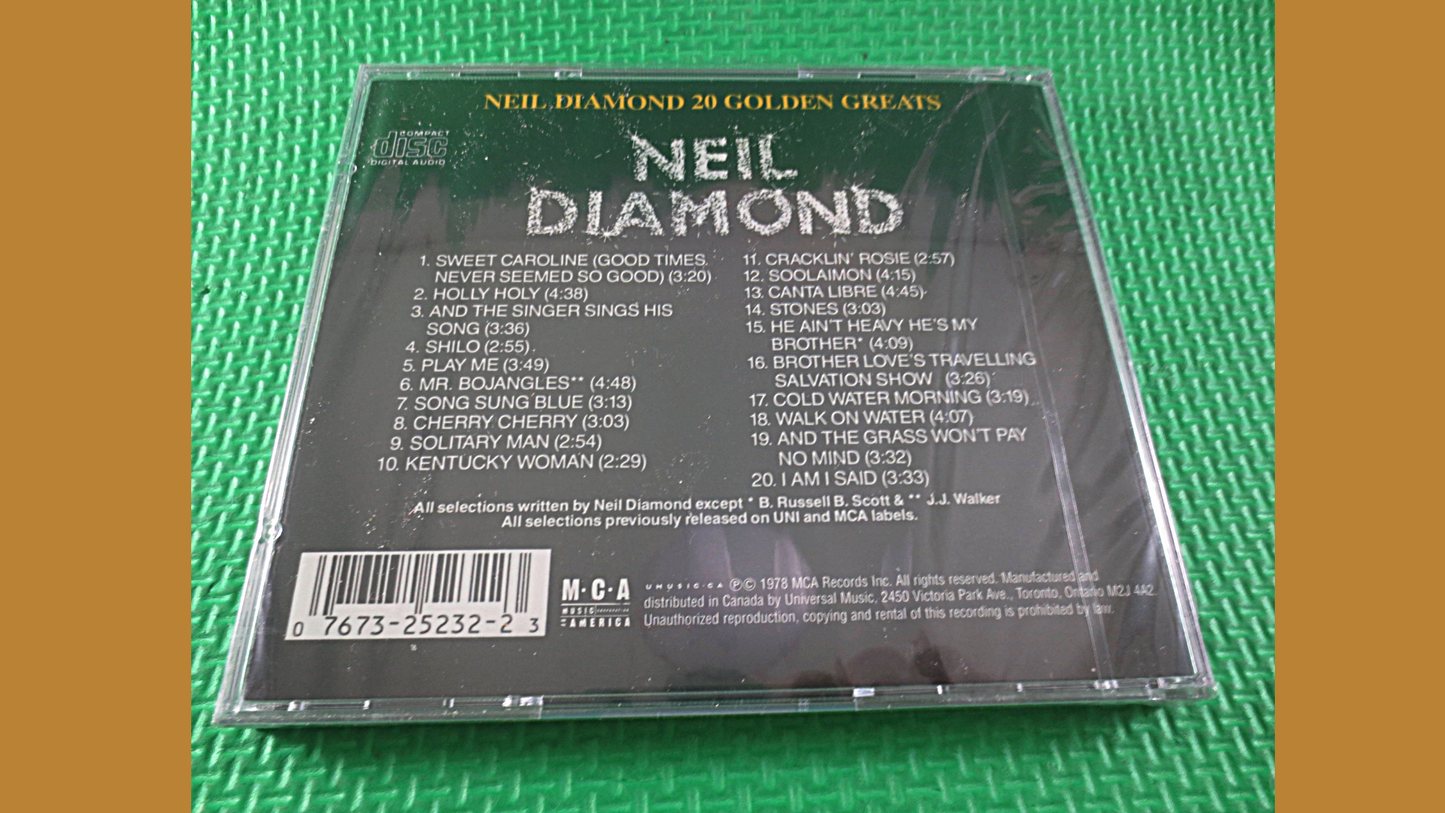 NEIL DIAMOND 20 GOLDEN GREATS
COMPACT
disc
DIGITAL AUDIO
NEIL
DIAMOND
1. SWEET CAROLINE (GOOD TIMES
NEVER SEEMED SO GOOD) (3:20)
2. HOLLY HOLY (4:38)
3. AND THE SINGER SINGS HIS
SONG (3:36)
4. SHILO (2:55)
5. PLAY ME (3:49)
6. MR. BOJANGLES** (4:48)
7. SONG SUNG BLUE (3:13)
8. CHERRY CHERRY (3:03)
9. SOLITARY MAN (2:54)
10. KENTUCKY WOMAN (2:29)
11. CRACKLIN' ROSIE (2:57)
12. SOOLAIMON (4:15)
13. CANTA LIBRE (4:45)
14. STONES (3:03)
15. HE AIN'T HEAVY HE'S MY
BROTHER* (4:09)
16. BROTHER LOVE'S TRAVELLING
SALVATION SHOW (3:26)
17. COLD WATER MORNING (3:19)
18. WALK ON WATER (4:07)
19. AND THE GRASS WON'T PAY
NO MIND (3:32)
20. I AM I SAID (3:33)
All selections written by Neil Diamond except * B. Russell B. Scott & ** J.J. Walker
All selections previously released on UNI and MCA labels.
0 7673-25232-2 3
M·C·A
MUSIC
AMERICA
UMUSIC.CA ℗© 1978 MCA Records Inc. All rights reserved. Manufactured and
distributed in Canada by Universal Music, 2450 Victoria Park Ave., Toronto, Ontario M2J 4A2.
Unauthorized reproduction, copying and rental of this recording is prohibited by law.